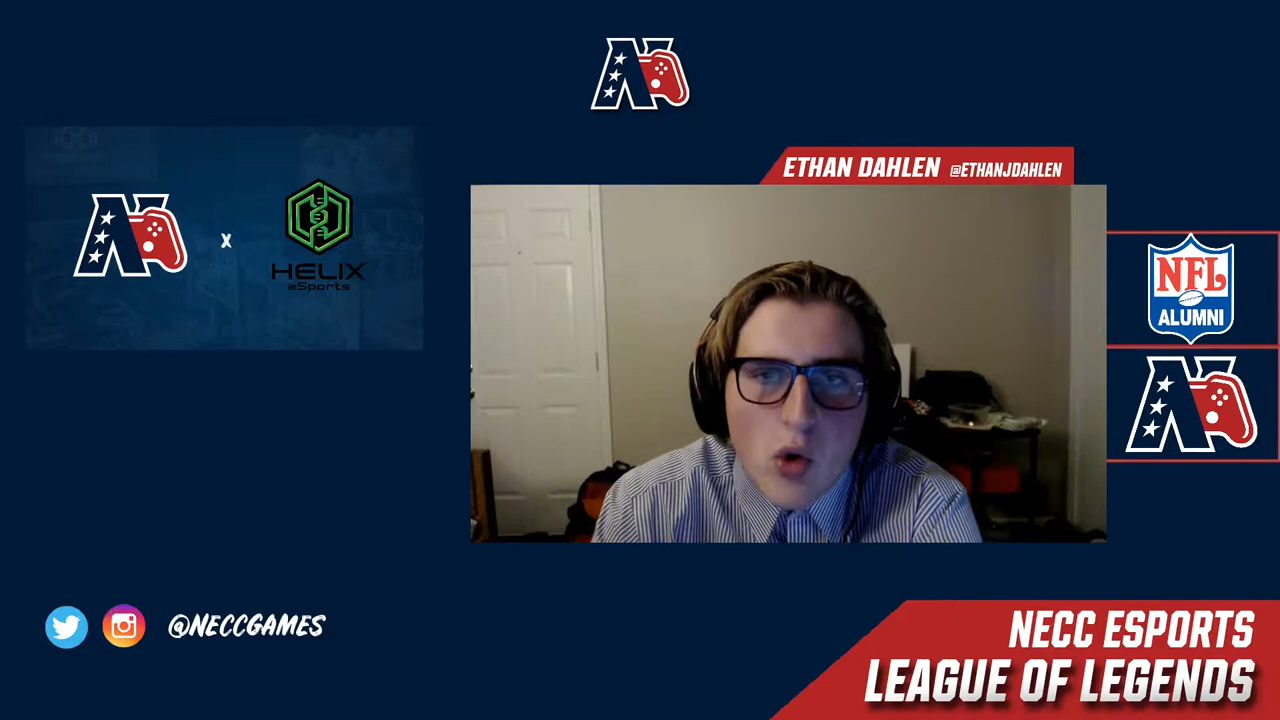 ETHAN DAHLEN @ETHANJDAHLEN
X
HELIX
eSports
NFL
ALUMNI
@NECCGAMES
NECC ESPORTS
LEAGUE OF LEGENDS